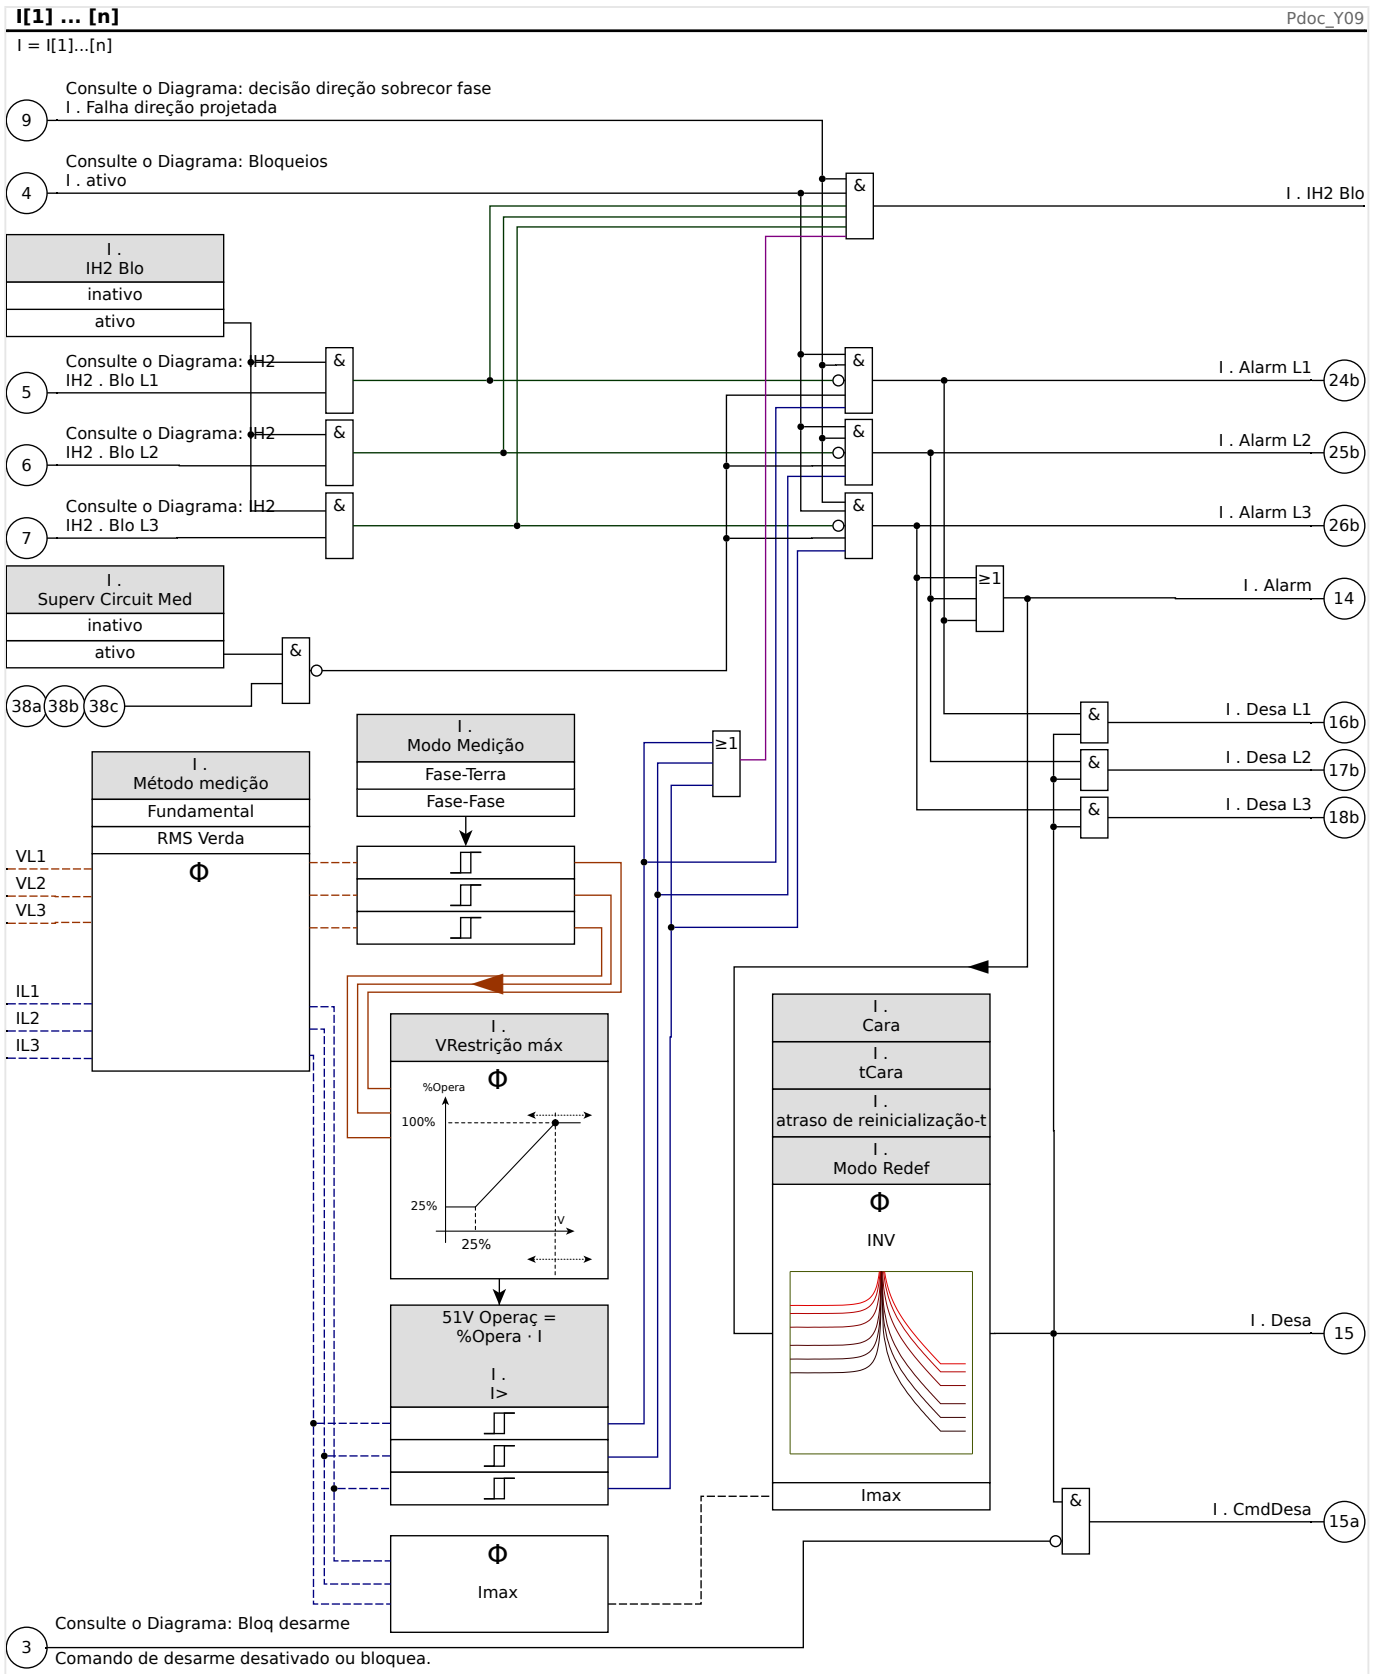 I[1] ... [n]
Pdoc_Y09
I = I[1]...[n]
Consulte o Diagrama: decisão direção sobrecor fase
I . Falha direção projetada
9
Consulte o Diagrama: Bloqueios
I . ativo
4
&
I . IH2 Blo
I .
IH2 Blo
inativo
ativo
Consulte o Diagrama: IH2
IH2 . Blo L1
5
&
&
I . Alarm L1
24b
Consulte o Diagrama: IH2
IH2 . Blo L2
6
&
&
I . Alarm L2
25b
Consulte o Diagrama: IH2
IH2 . Blo L3
7
&
&
I . Alarm L3
26b
I .
Superv Circuit Med
inativo
ativo
&
≥1
I . Alarm
14
38a
38b
38c
&
I . Desa L1
16b
&
I . Desa L2
17b
&
I . Desa L3
18b
I .
Modo Medição
Fase-Terra
Fase-Fase
≥1
I .
Método medição
Fundamental
RMS Verda
Φ
VL1
VL2
VL3
IL1
IL2
IL3
I .
VRestrição máx
Φ
%Opera
100%
25%
V
25%
I .
Cara
I .
tCara
I .
atraso de reinicialização-t
I .
Modo Redef
Φ
INV
Imax
51V Operaç =
%Opera · I
I .
I>
I . Desa
15
Φ
Imax
&
I . CmdDesa
15a
Consulte o Diagrama: Bloq desarme
3
Comando de desarme desativado ou bloquea.